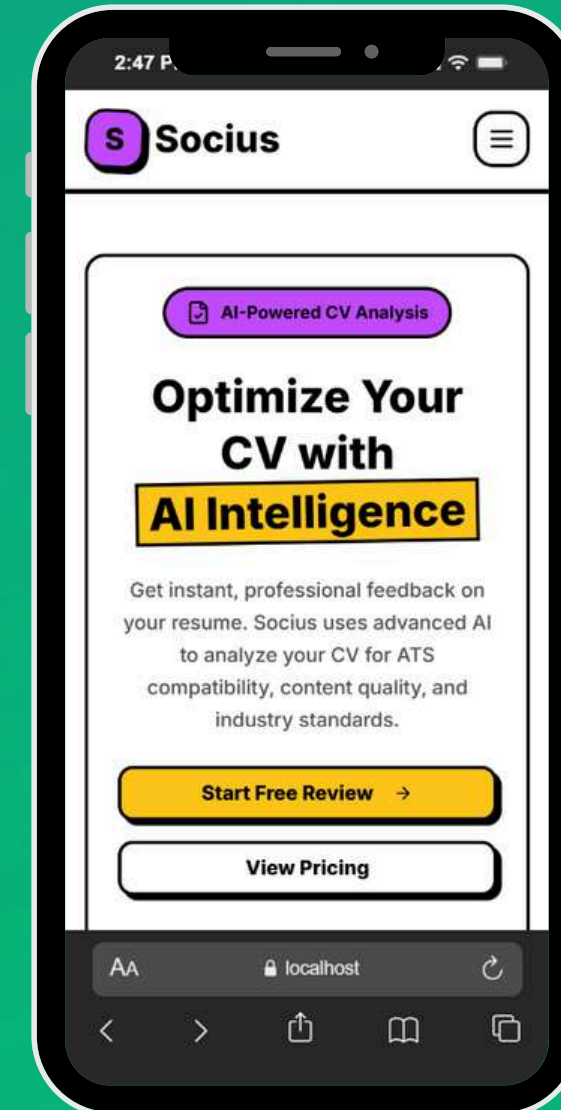 2:47 P
S Socius
AI-Powered CV Analysis
Optimize Your
CV with
AI Intelligence
Get instant, professional feedback on
your resume. Socius uses advanced AI
to analyze your CV for ATS
compatibility, content quality, and
industry standards.
Start Free Review →
View Pricing
AA localhost